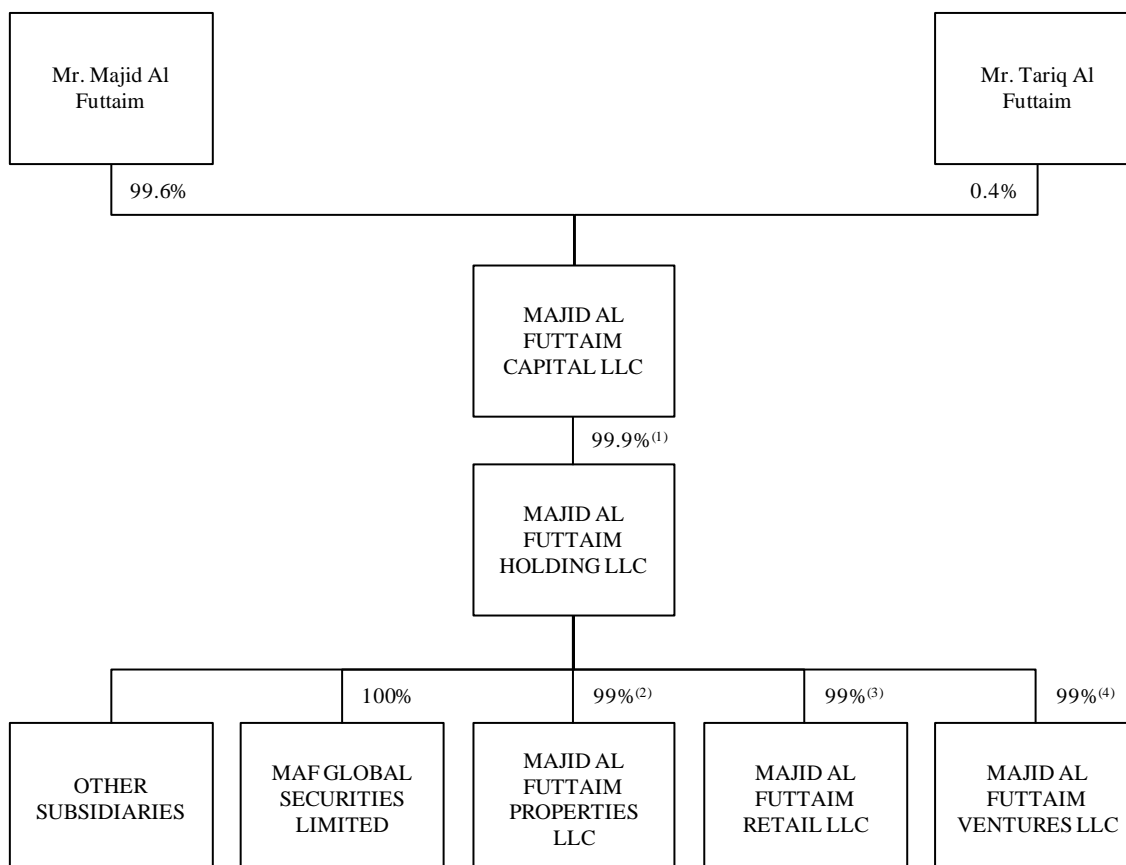 Mr. Majid Al
Futtaim
Mr. Tariq Al
Futtaim
99.6%
0.4%
MAJID AL
FUTTAIM
CAPITAL LLC
99.9%(1)
MAJID AL
FUTTAIM
HOLDING LLC
100%
99%(2)
99%(3)
99%(4)
OTHER
SUBSIDIARIES
MAF GLOBAL
SECURITIES
LIMITED
MAJID AL
FUTTAIM
PROPERTIES
LLC
MAJID AL
FUTTAIM
RETAIL LLC
MAJID AL
FUTTAIM
VENTURES LLC